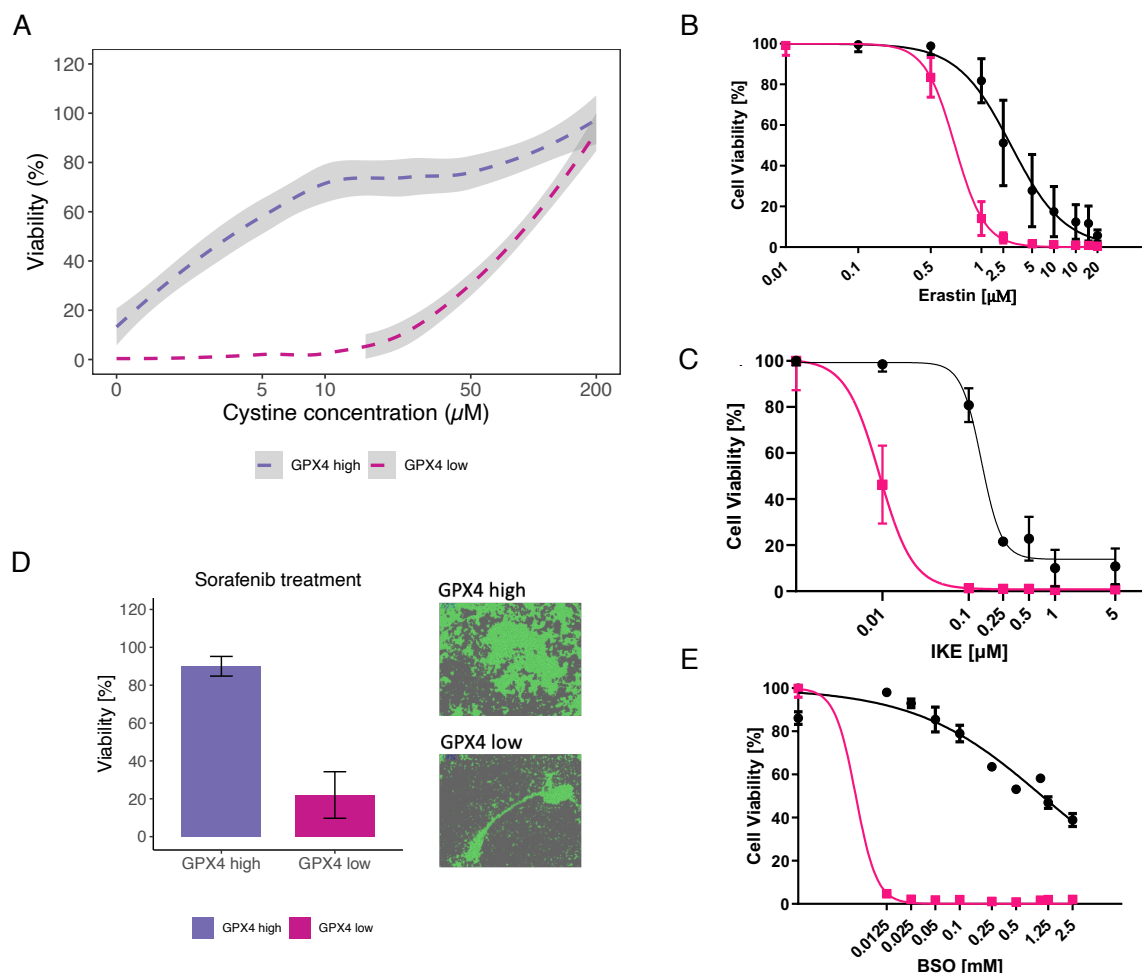 A
120
100
80
60
40
20
0
Viability (%)
0 5 10 50 200
Cystine concentration (µM)
GPX4 high GPX4 low
B
100
80
60
40
20
0
Cell Viability [%]
0.01 0.1 0.5 1 2.5 5 10 10 20
Erastin [µM]
C
100
80
60
40
20
0
Cell Viability [%]
0.01 0.1 0.25 0.5 1 5
IKE [µM]
D
Sorafenib treatment
120
100
80
60
40
20
0
Viability [%]
GPX4 high GPX4 low
GPX4 high GPX4 low
GPX4 high
GPX4 low
E
100
80
60
40
20
0
Cell Viability [%]
0.0125 0.025 0.05 0.1 0.25 0.5 1.25 2.5
BSO [mM]